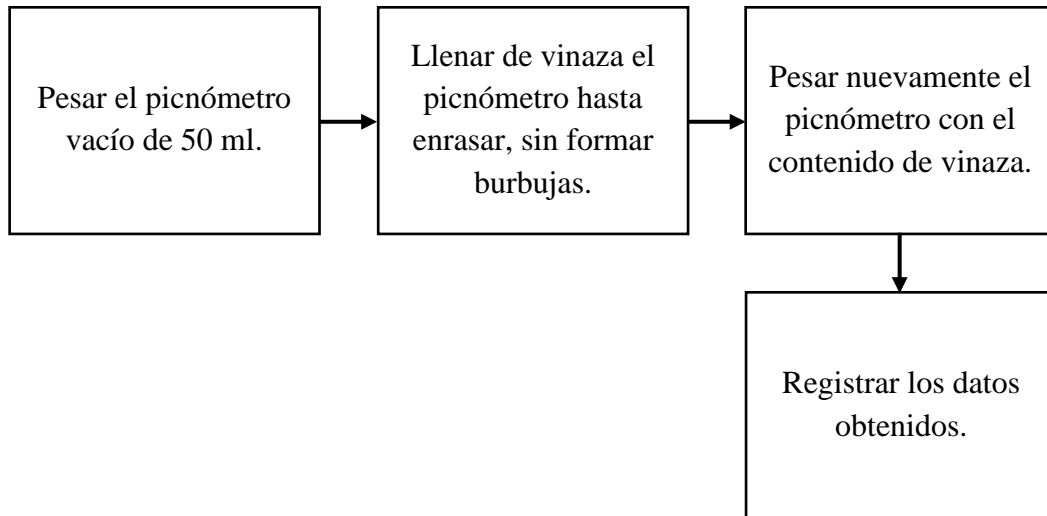 Pesar el picnómetro
vacío de 50 ml.
Llenar de vinaza el
picnómetro hasta
enrasar, sin formar
burbujas.
Pesar nuevamente el
picnómetro con el
contenido de vinaza.
Registrar los datos
obtenidos.